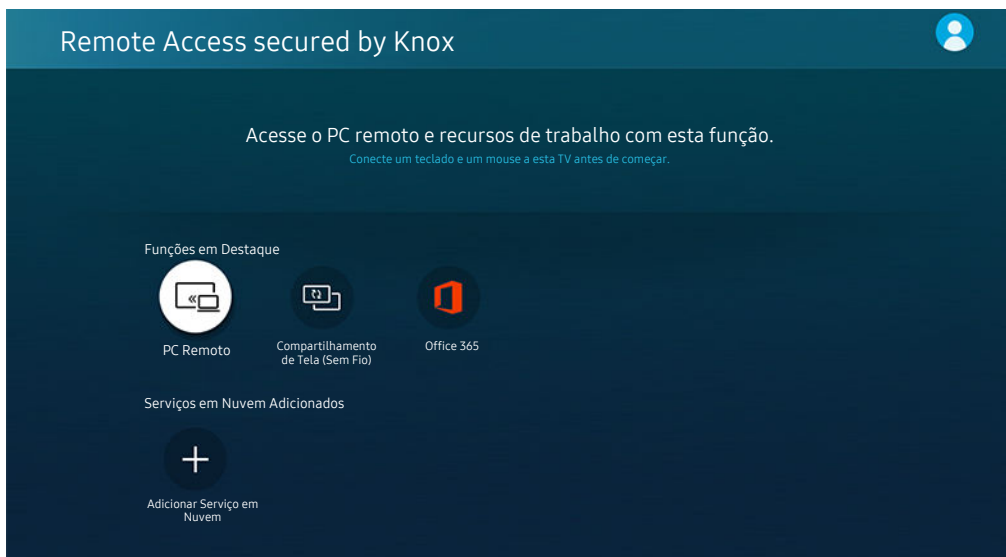 Remote Access secured by Knox
Acesse o PC remoto e recursos de trabalho com esta função.
Conecte um teclado e um mouse a esta TV antes de começar.
Funções em Destaque
PC Remoto
Compartilhamento
de Tela (Sem Fio)
Office 365
Serviços em Nuvem Adicionados
Adicionar Serviço em
Nuvem